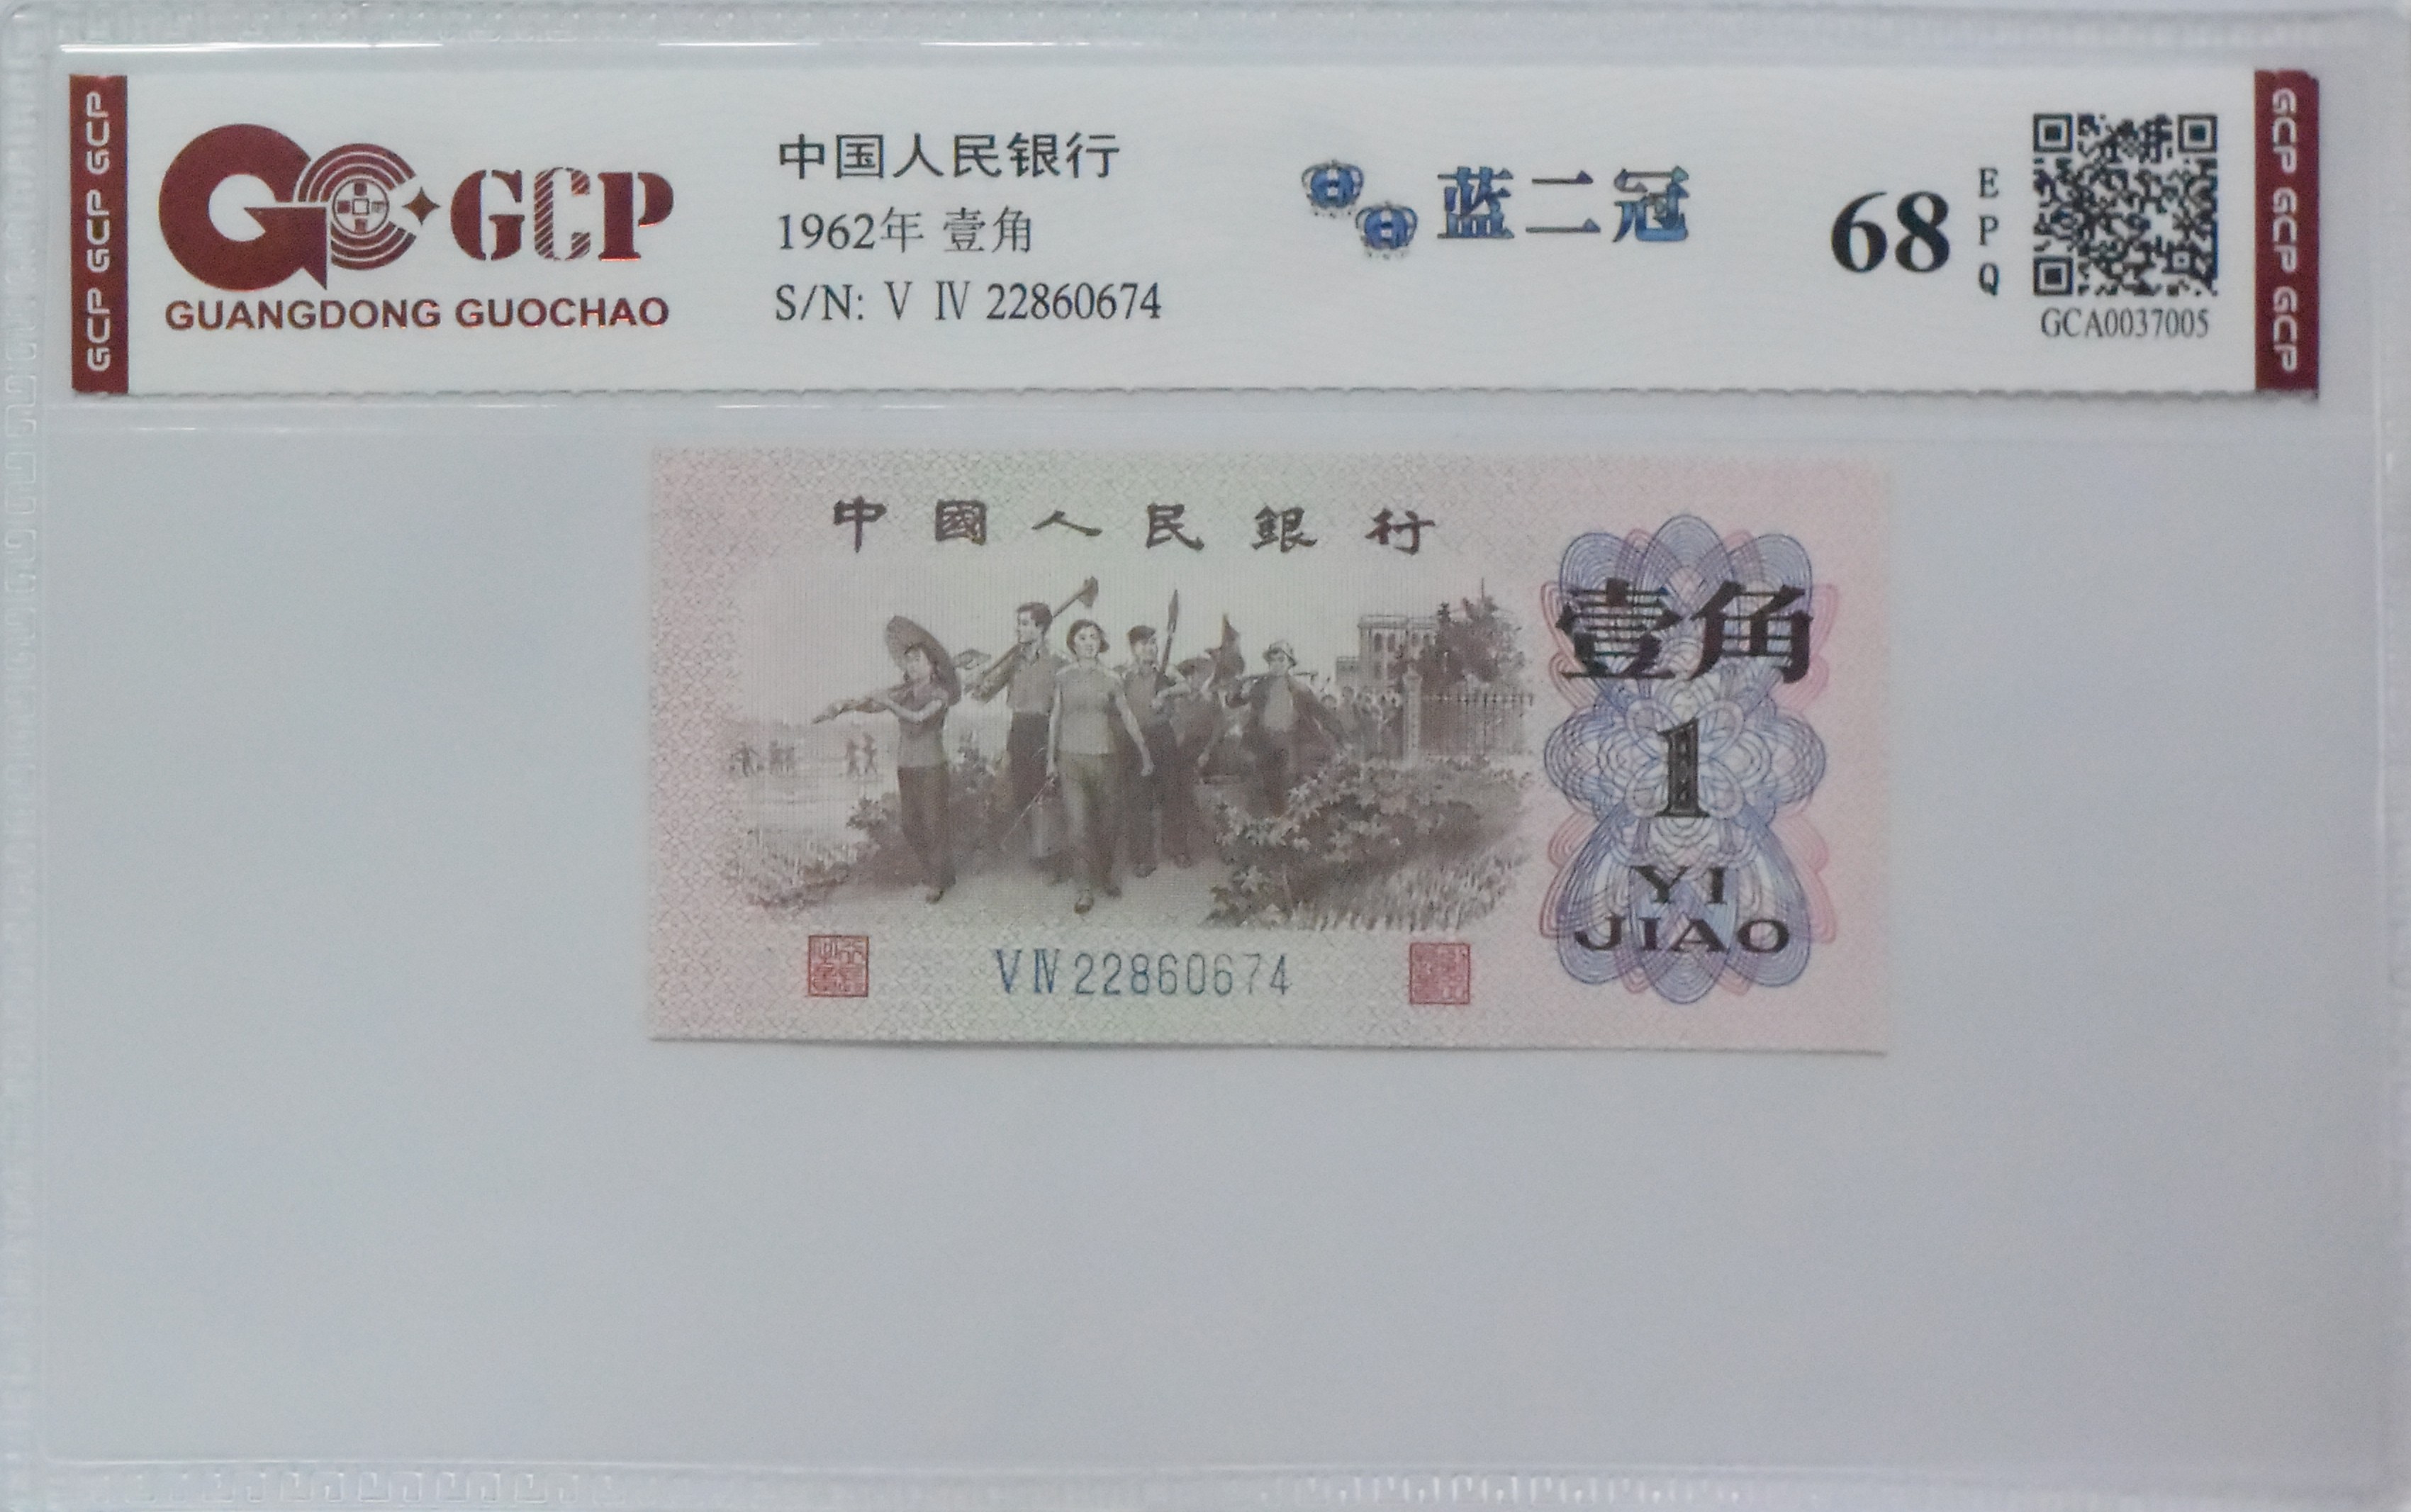 GCP GCP GCP
GCP
GUANGDONG GUOCHAO
中国人民银行
1962年 壹角
S/N: Ⅴ Ⅳ 22860674
蓝二冠
68
E
P
Q
GCA0037005
GCP GCP GCP
中國人民銀行
壹角
1
YI
JIAO
ⅤⅣ22860674